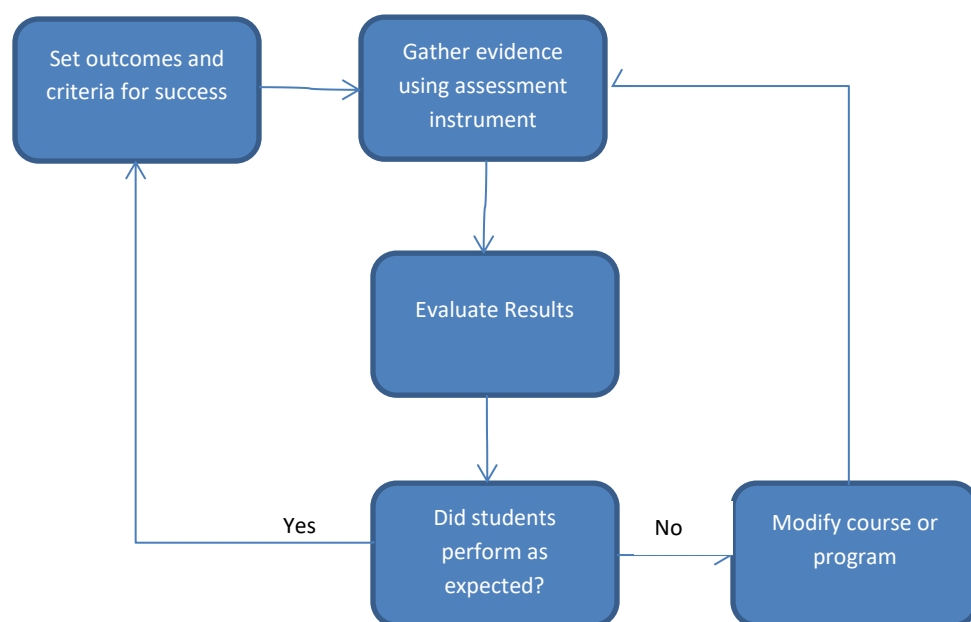 Set outcomes and
criteria for success
Gather evidence
using assessment
instrument
Evaluate Results
Yes
Did students
perform as
expected?
No
Modify course or
program